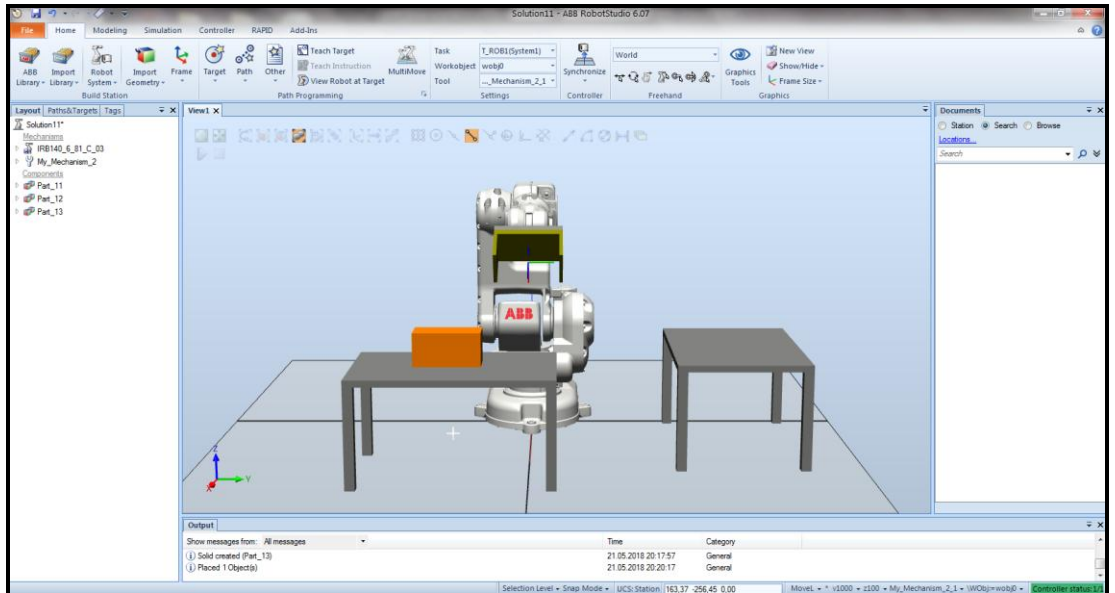 Solution11 - ABB RobotStudio 6.07
File Home Modeling Simulation Controller RAPID Add-Ins
ABB Library
Import Library
Robot System
Import Geometry
Frame
Build Station
Target
Path
Other
Teach Target
Teach Instruction
View Robot at Target
MultiMove
Path Programming
Task T_ROB1(System1)
Workobject wobj0
Tool ..._Mechanism_2_1
Settings
Synchronize
Controller
World
Freehand
Graphics Tools
New View
Show/Hide
Frame Size
Graphics
Layout Paths&Targets Tags
Solution11*
Mechanisms
IRB140_6_81_C_03
My_Mechanism_2
Components
Part_11
Part_12
Part_13
View1
ABB
Z
Y
Documents
Station Search Browse
Locations...
Search
Output
Show messages from: All messages Time Category
Solid created (Part_13) 21.05.2018 20:17:57 General
Placed 1 Object(s) 21.05.2018 20:20:17 General
Selection Level Snap Mode UCS: Station 163,37 -256,45 0,00 MoveL * v1000 z100 My_Mechanism_2_1 \WObj:=wobj0 Controller status: 1/1